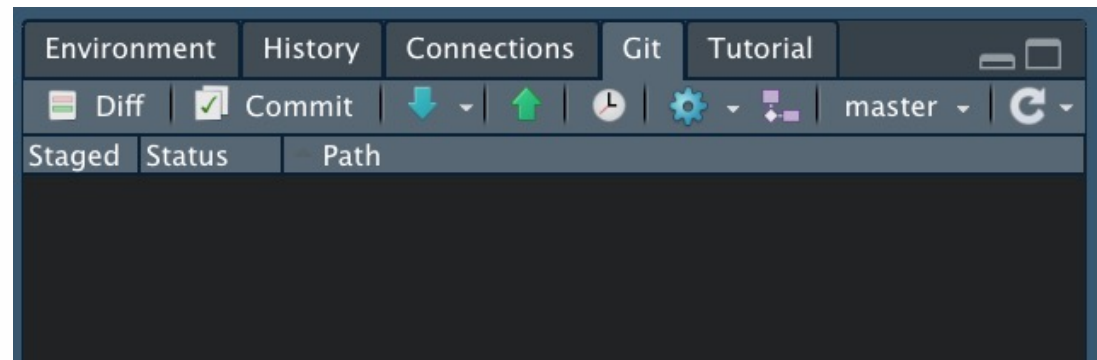 Environment History Connections Git Tutorial
Diff Commit master
Staged Status Path